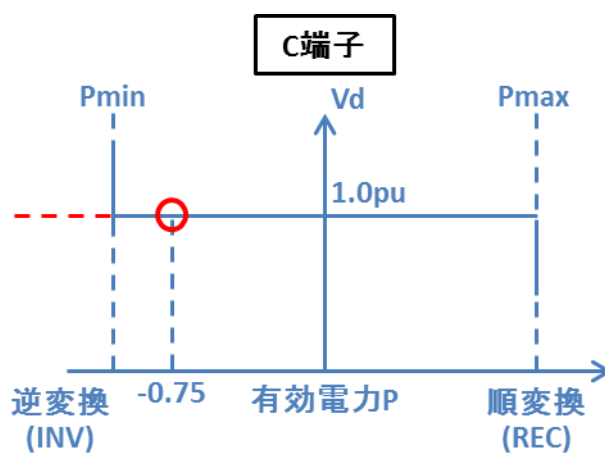 C端子
Pmin
Vd
Pmax
1.0pu
逆変換
(INV)
-0.75
有効電力P
順変換
(REC)